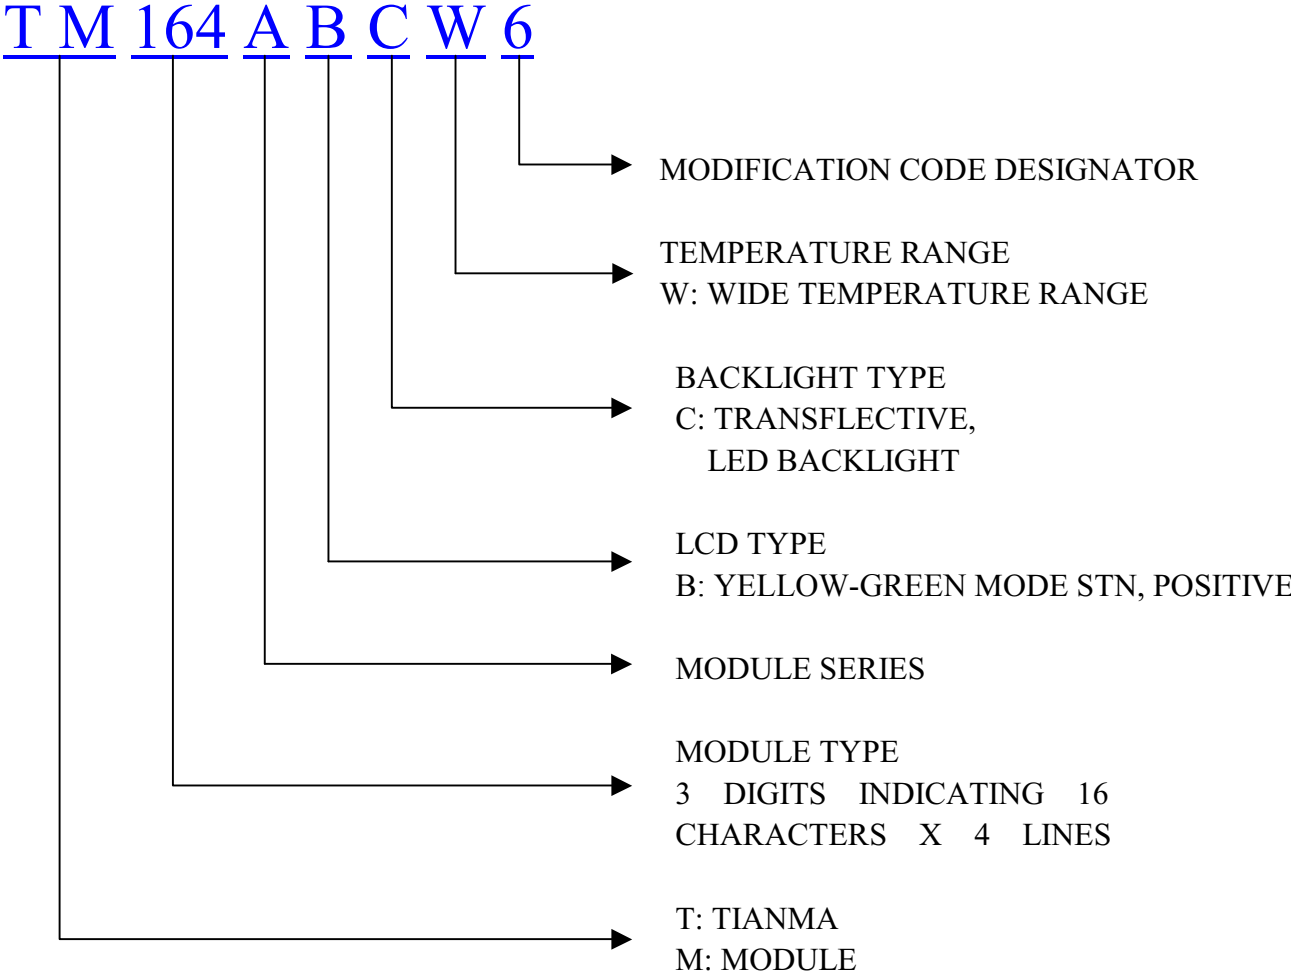 T M 164 A B C W 6
MODIFICATION CODE DESIGNATOR
TEMPERATURE RANGE
W: WIDE TEMPERATURE RANGE
BACKLIGHT TYPE
C: TRANSFLECTIVE,
LED BACKLIGHT
LCD TYPE
B: YELLOW-GREEN MODE STN, POSITIVE
MODULE SERIES
MODULE TYPE
3 DIGITS INDICATING 16
CHARACTERS X 4 LINES
T: TIANMA
M: MODULE